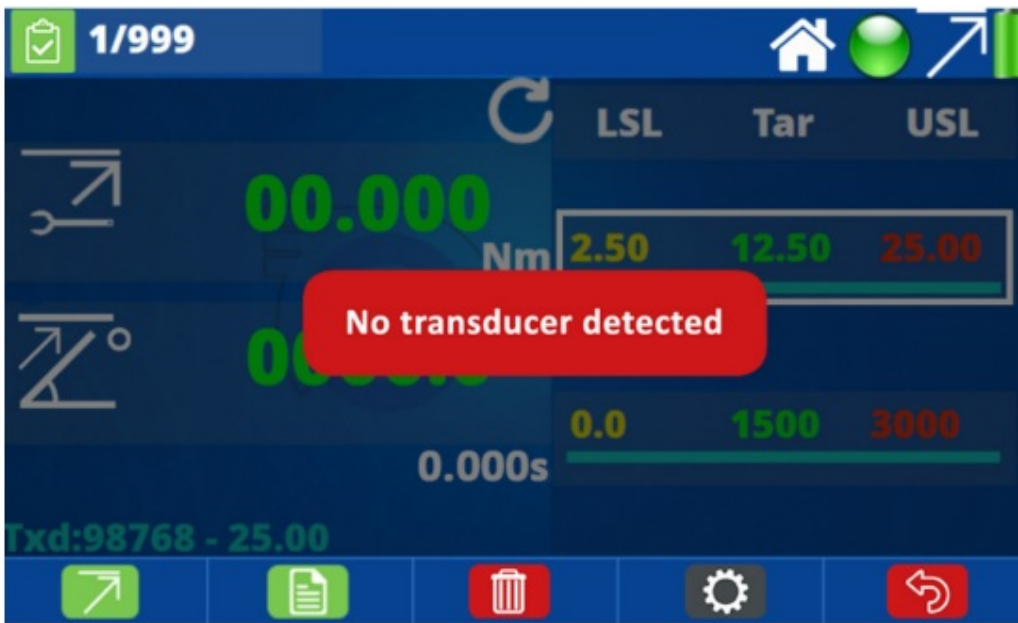 1/999
LSL Tar USL
00.000
Nm
2.50 12.50 25.00
No transducer detected
0.0 1500 3000
0.000s
Txd:98768 - 25.00